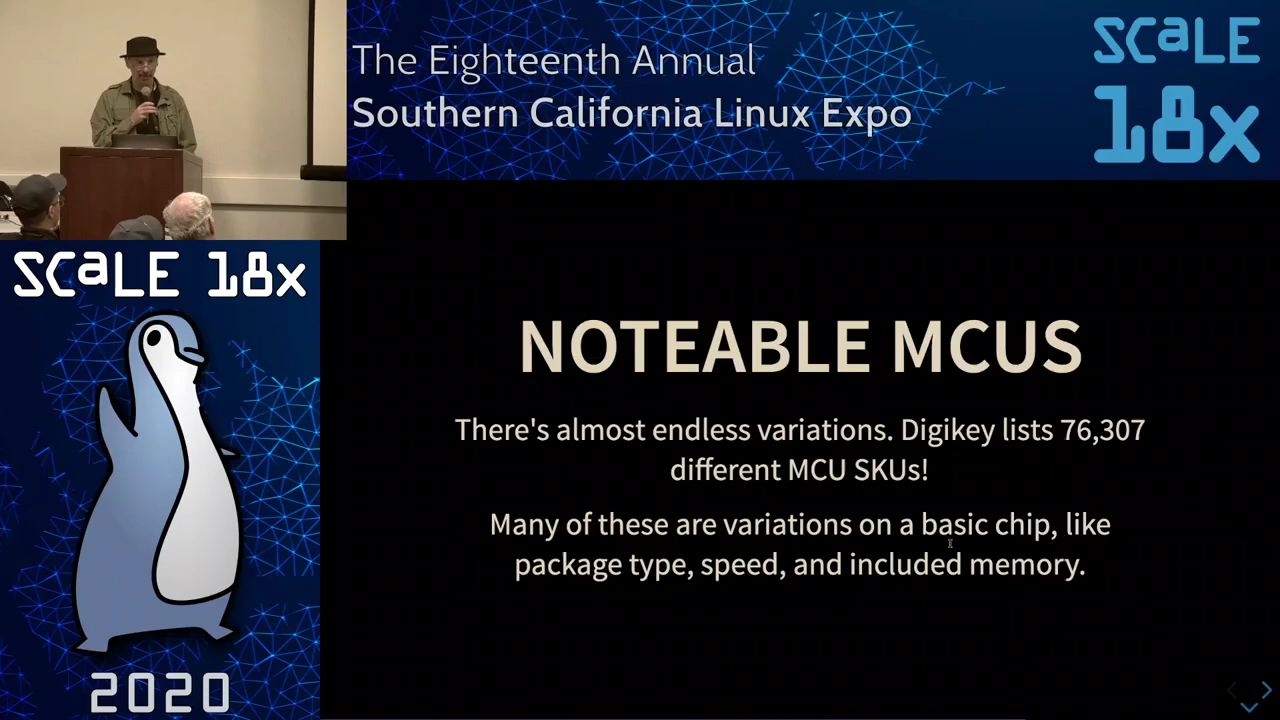 The Eighteenth Annual
Southern California Linux Expo
SCaLE
18x
SCaLE 18x
NOTEABLE MCUS
There's almost endless variations. Digikey lists 76,307
different MCU SKUs!
Many of these are variations on a basic chip, like
package type, speed, and included memory.
2020